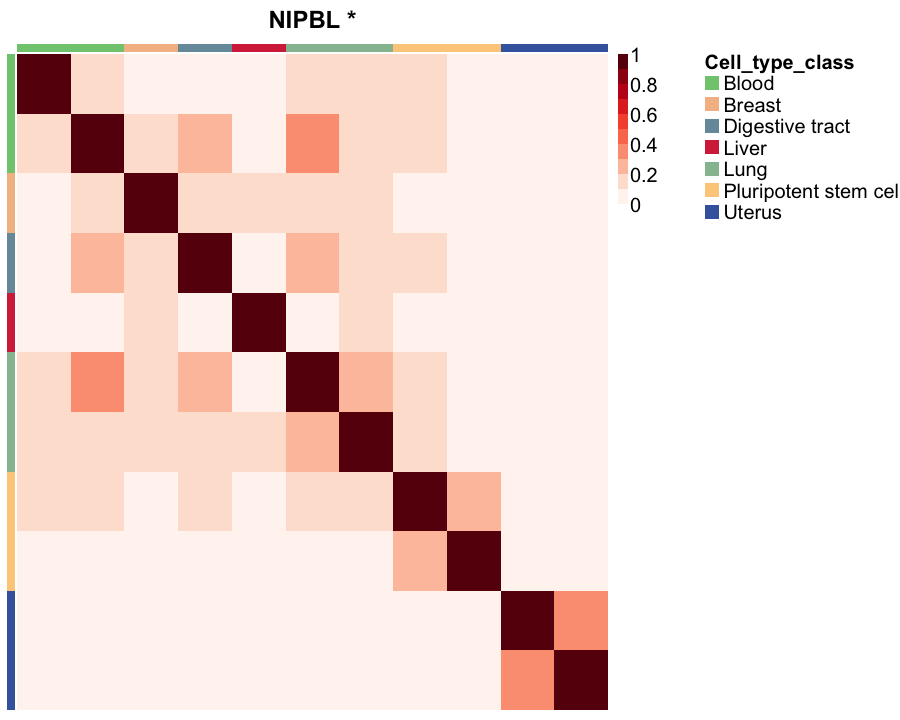 NIPBL *
1
0.8
0.6
0.4
0.2
0
Cell_type_class
Blood
Breast
Digestive tract
Liver
Lung
Pluripotent stem cel
Uterus